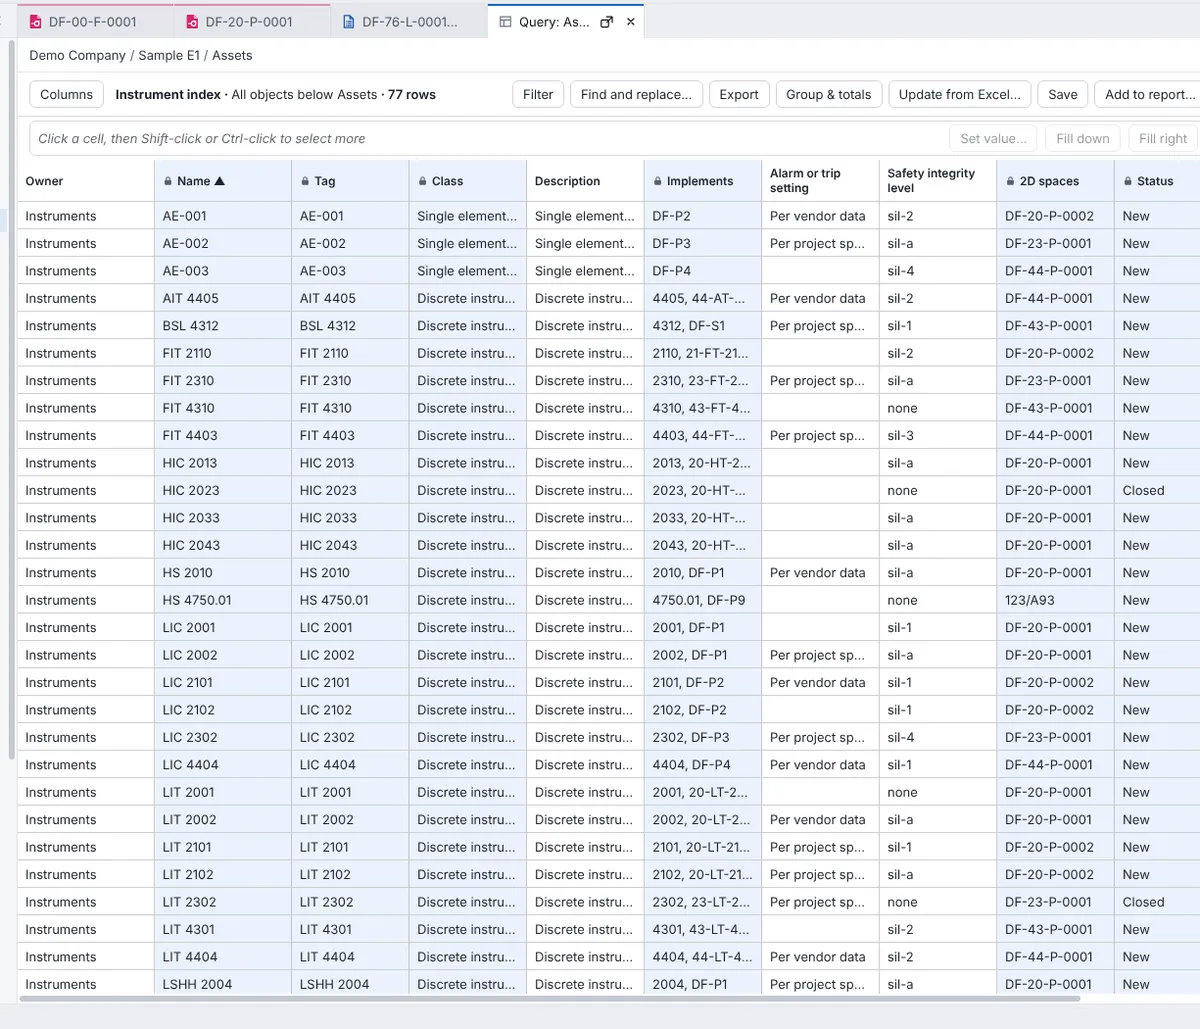 DF-00-F-0001 DF-20-P-0001 DF-76-L-0001... Query: As...
Demo Company / Sample E1 / Assets
Columns Instrument index · All objects below Assets · 77 rows Filter Find and replace... Export Group & totals Update from Excel... Save Add to report...
Click a cell, then Shift-click or Ctrl-click to select more Set value... Fill down Fill right
Owner Name ▲ Tag Class Description Implements Alarm or trip setting Safety integrity level 2D spaces Status
Instruments AE-001 AE-001 Single element... Single element... DF-P2 Per vendor data sil-2 DF-20-P-0002 New
Instruments AE-002 AE-002 Single element... Single element... DF-P3 Per project sp... sil-a DF-23-P-0001 New
Instruments AE-003 AE-003 Single element... Single element... DF-P4 sil-4 DF-44-P-0001 New
Instruments AIT 4405 AIT 4405 Discrete instru... Discrete instru... 4405, 44-AT-... Per vendor data sil-2 DF-44-P-0001 New
Instruments BSL 4312 BSL 4312 Discrete instru... Discrete instru... 4312, DF-S1 Per project sp... sil-1 DF-43-P-0001 New
Instruments FIT 2110 FIT 2110 Discrete instru... Discrete instru... 2110, 21-FT-21... sil-2 DF-20-P-0002 New
Instruments FIT 2310 FIT 2310 Discrete instru... Discrete instru... 2310, 23-FT-2... Per project sp... sil-a DF-23-P-0001 New
Instruments FIT 4310 FIT 4310 Discrete instru... Discrete instru... 4310, 43-FT-4... none DF-43-P-0001 New
Instruments FIT 4403 FIT 4403 Discrete instru... Discrete instru... 4403, 44-FT-... Per project sp... sil-3 DF-44-P-0001 New
Instruments HIC 2013 HIC 2013 Discrete instru... Discrete instru... 2013, 20-HT-2... sil-a DF-20-P-0001 New
Instruments HIC 2023 HIC 2023 Discrete instru... Discrete instru... 2023, 20-HT-... none DF-20-P-0001 Closed
Instruments HIC 2033 HIC 2033 Discrete instru... Discrete instru... 2033, 20-HT-... sil-a DF-20-P-0001 New
Instruments HIC 2043 HIC 2043 Discrete instru... Discrete instru... 2043, 20-HT-... sil-a DF-20-P-0001 New
Instruments HS 2010 HS 2010 Discrete instru... Discrete instru... 2010, DF-P1 Per vendor data sil-a DF-20-P-0001 New
Instruments HS 4750.01 HS 4750.01 Discrete instru... Discrete instru... 4750.01, DF-P9 none 123/A93 New
Instruments LIC 2001 LIC 2001 Discrete instru... Discrete instru... 2001, DF-P1 sil-1 DF-20-P-0001 New
Instruments LIC 2002 LIC 2002 Discrete instru... Discrete instru... 2002, DF-P1 Per project sp... sil-a DF-20-P-0001 New
Instruments LIC 2101 LIC 2101 Discrete instru... Discrete instru... 2101, DF-P2 Per vendor data sil-1 DF-20-P-0002 New
Instruments LIC 2102 LIC 2102 Discrete instru... Discrete instru... 2102, DF-P2 sil-1 DF-20-P-0002 New
Instruments LIC 2302 LIC 2302 Discrete instru... Discrete instru... 2302, DF-P3 Per project sp... sil-4 DF-23-P-0001 New
Instruments LIC 4404 LIC 4404 Discrete instru... Discrete instru... 4404, DF-P4 Per vendor data sil-1 DF-44-P-0001 New
Instruments LIT 2001 LIT 2001 Discrete instru... Discrete instru... 2001, 20-LT-2... none DF-20-P-0001 New
Instruments LIT 2002 LIT 2002 Discrete instru... Discrete instru... 2002, 20-LT-2... Per vendor data sil-a DF-20-P-0001 New
Instruments LIT 2101 LIT 2101 Discrete instru... Discrete instru... 2101, 20-LT-21... Per project sp... sil-1 DF-20-P-0002 New
Instruments LIT 2102 LIT 2102 Discrete instru... Discrete instru... 2102, 20-LT-21... Per project sp... sil-a DF-20-P-0002 New
Instruments LIT 2302 LIT 2302 Discrete instru... Discrete instru... 2302, 23-LT-2... Per project sp... none DF-23-P-0001 Closed
Instruments LIT 4301 LIT 4301 Discrete instru... Discrete instru... 4301, 43-LT-4... sil-2 DF-43-P-0001 New
Instruments LIT 4404 LIT 4404 Discrete instru... Discrete instru... 4404, 44-LT-4... Per vendor data sil-2 DF-44-P-0001 New
Instruments LSHH 2004 LSHH 2004 Discrete instru... Discrete instru... 2004, DF-P1 Per project sp... sil-a DF-20-P-0001 New